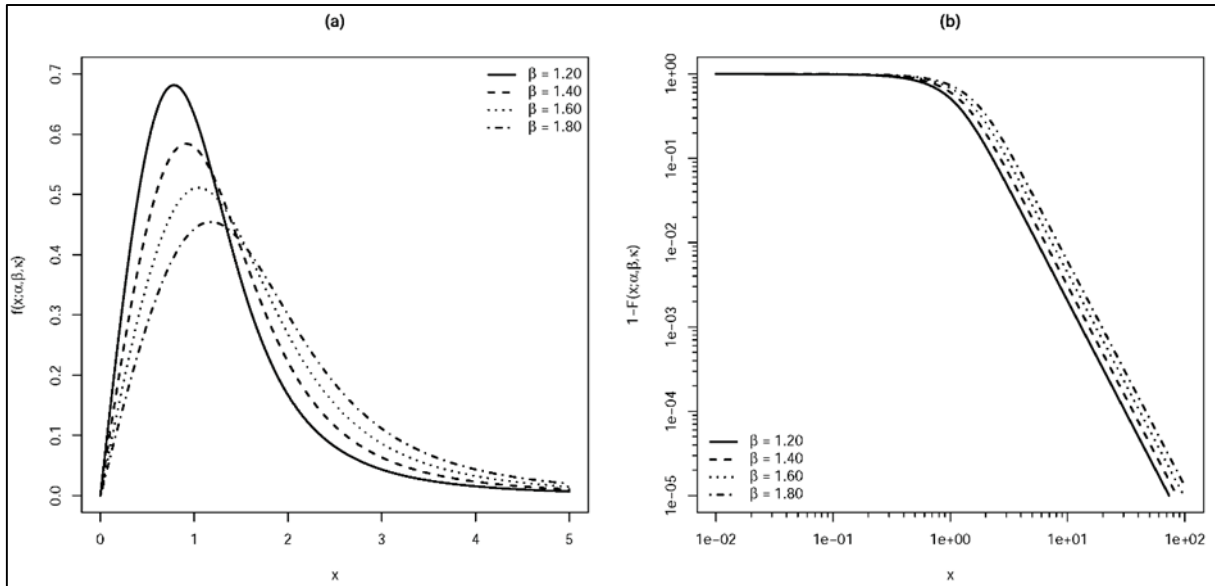 (a)
f(x;α,β,κ)
0.7
0.6
0.5
0.4
0.3
0.2
0.1
0.0
β = 1.20
β = 1.40
β = 1.60
β = 1.80
0 1 2 3 4 5
x
(b)
1−F(x;α,β,κ)
1e+00
1e−01
1e−02
1e−03
1e−04
1e−05
β = 1.20
β = 1.40
β = 1.60
β = 1.80
1e−02 1e−01 1e+00 1e+01 1e+02
x